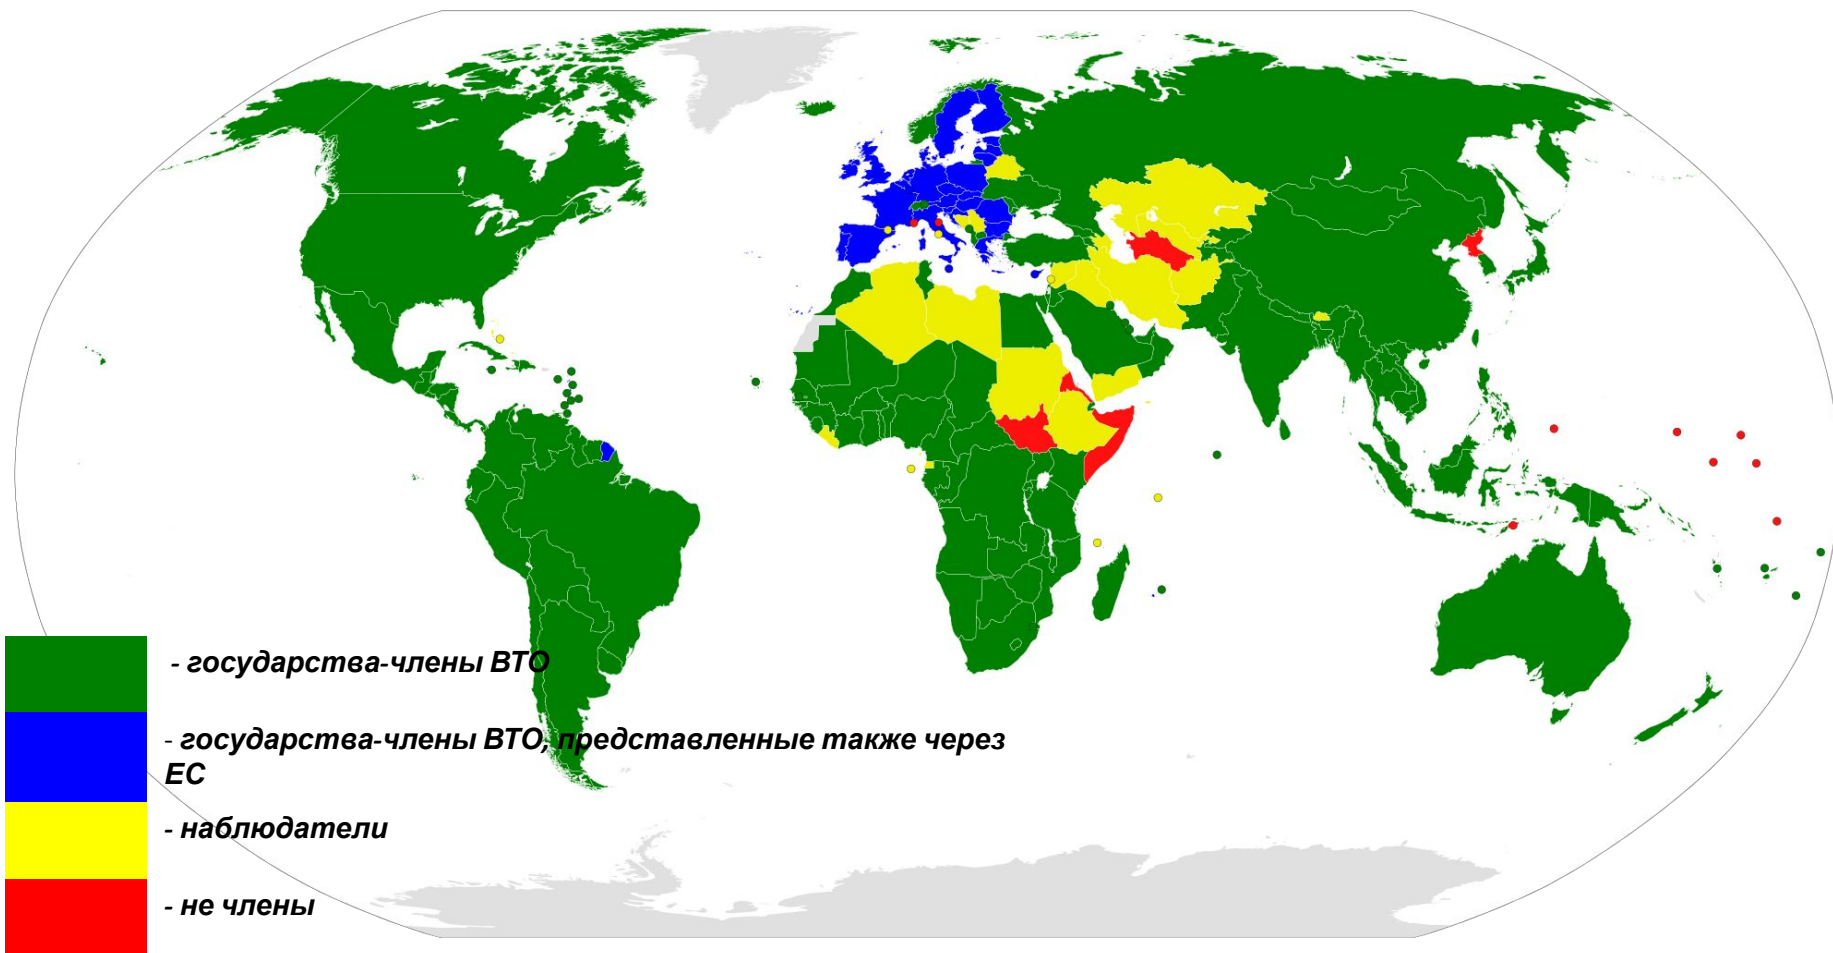 - государства-члены ВТО
- государства-члены ВТО, представленные также через
ЕС
- наблюдатели
- не члены